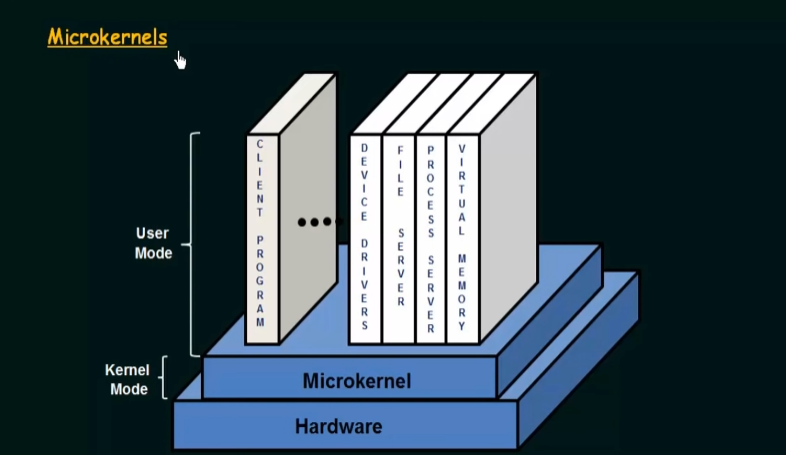 Microkernels
CLIENT PROGRAM
DEVICE DRIVERS
FILE SERVER
PROCESS SERVER
VIRTUAL MEMORY
User
Mode
Kernel
Mode
Microkernel
Hardware